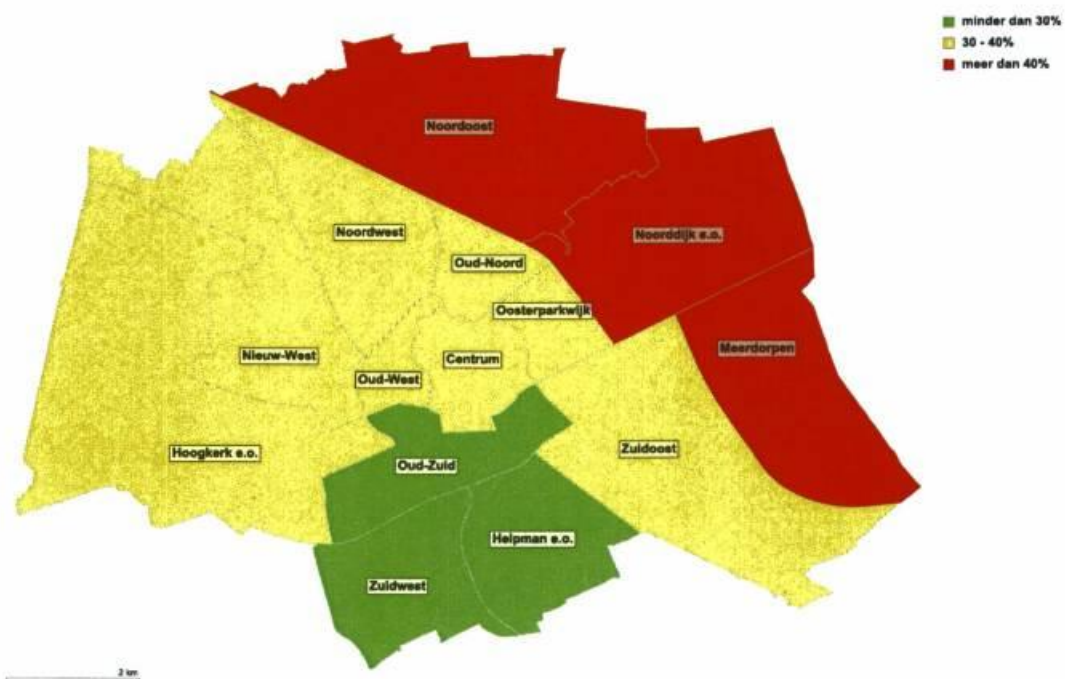 minder dan 30%
30 - 40%
meer dan 40%
Noordoost
Noordwest
Noorddijk e.o.
Oud-Noord
Oosterparkwijk
Meerdorpen
Nieuw-West
Centrum
Oud-West
Hoogkerk e.o.
Oud-Zuid
Zuidoost
Helpman e.o.
Zuidwest
2 km